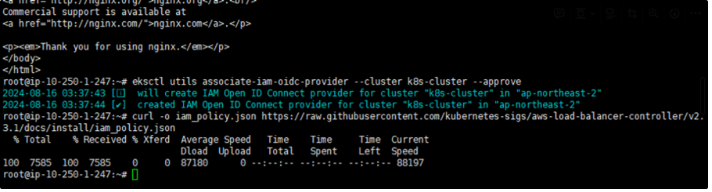 <a href="http://nginx.org/">nginx.org</a>.<br/>
Commercial support is available at
<a href="http://nginx.com/">nginx.com</a>.</p>
<p><em>Thank you for using nginx.</em></p>
</body>
</html>
root@ip-10-250-1-247:~# eksctl utils associate-iam-oidc-provider --cluster k8s-cluster --approve
2024-08-16 03:37:43 [ℹ]  will create IAM Open ID Connect provider for cluster "k8s-cluster" in "ap-northeast-2"
2024-08-16 03:37:44 [✔]  created IAM Open ID Connect provider for cluster "k8s-cluster" in "ap-northeast-2"
root@ip-10-250-1-247:~# curl -o iam_policy.json https://raw.githubusercontent.com/kubernetes-sigs/aws-load-balancer-controller/v2.
3.1/docs/install/iam_policy.json
  % Total    % Received % Xferd  Average Speed   Time    Time     Time  Current
                                 Dload  Upload   Total   Spent    Left  Speed
100  7585  100  7585    0     0  87180      0 --:--:-- --:--:-- --:--:-- 88197
root@ip-10-250-1-247:~#